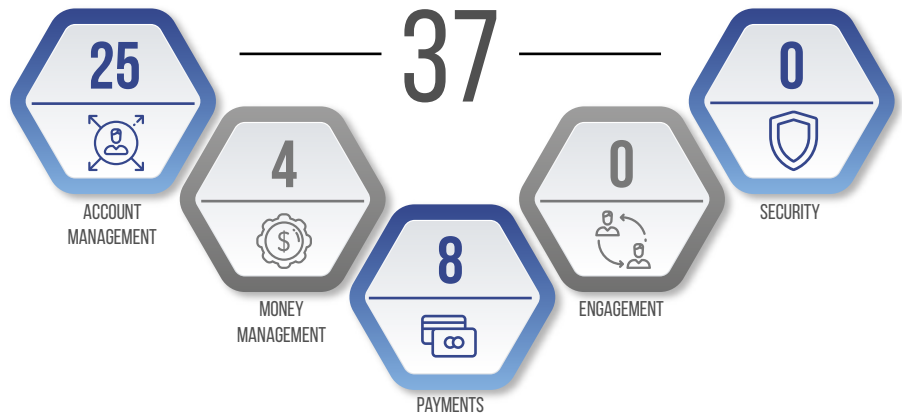 37
25
ACCOUNT
MANAGEMENT
4
$
MONEY
MANAGEMENT
8
PAYMENTS
0
ENGAGEMENT
0
SECURITY